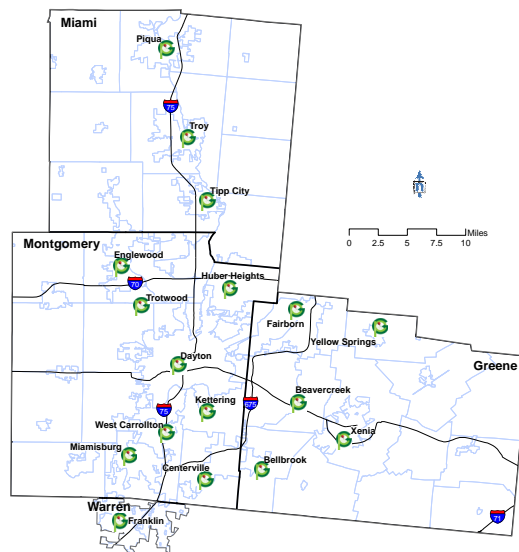 Miami
Piqua
75
Troy
Tipp City
n
Miles
0 2.5 5 7.5 10
Montgomery
Englewood
70
Huber Heights
Trotwood
Fairborn
Yellow Springs
Dayton
Greene
Beavercreek
75
Kettering
675
West Carrollton
Xenia
Miamisburg
Centerville
Bellbrook
Warren
Franklin
71